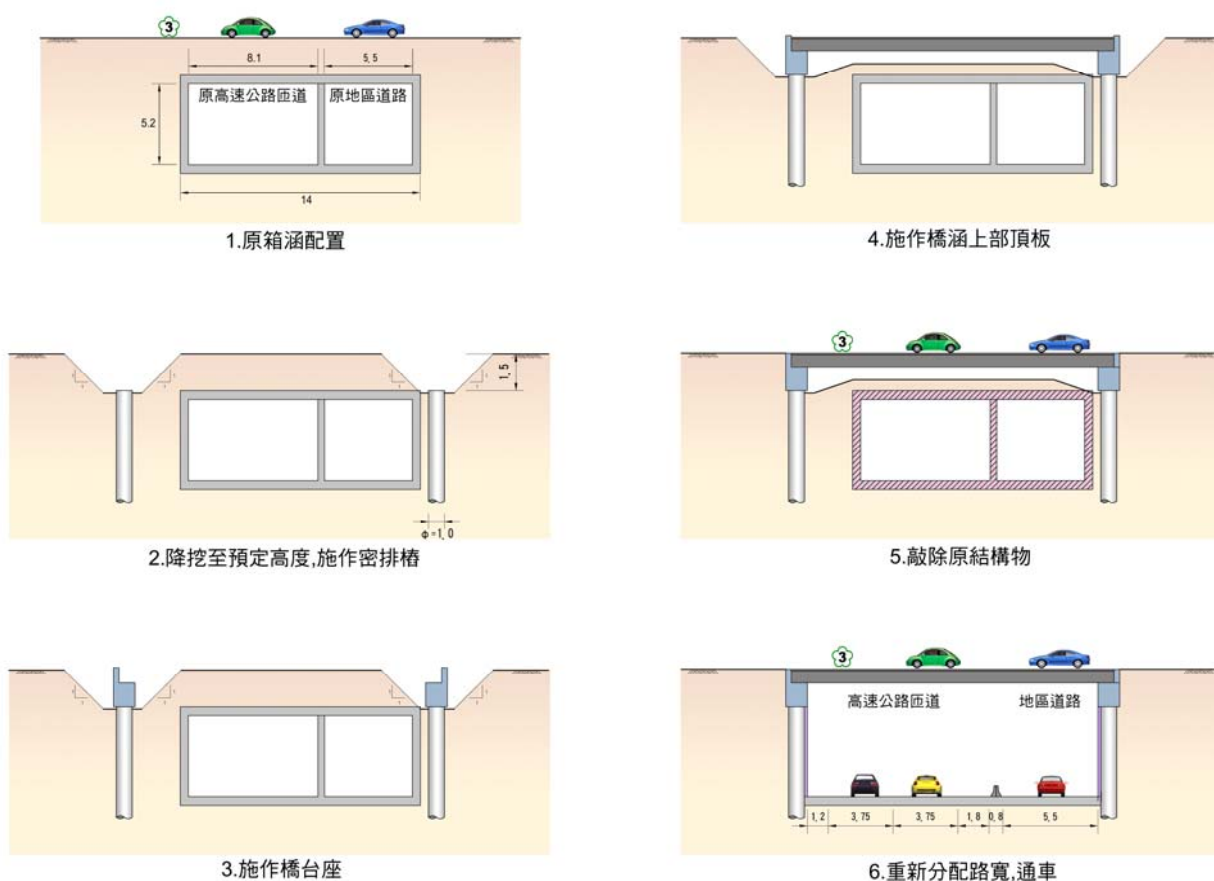 3
8.1
5.5
原高速公路匝道
原地區道路
5.2
14
1.原箱涵配置
1.5
φ=1.0
2.降挖至預定高度,施作密排樁
3.施作橋台座
4.施作橋涵上部頂板
3
5.敲除原結構物
3
高速公路匝道
地區道路
1.2
3.75
3.75
1.8
0.8
5.5
6.重新分配路寬,通車